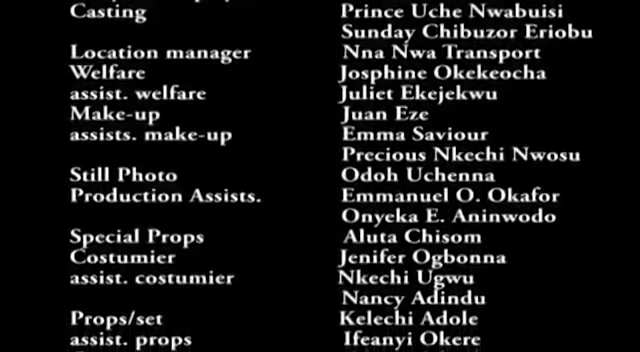 Casting Prince Uche Nwabuisi
Sunday Chibuzor Eriobu
Location manager Nna Nwa Transport
Welfare Josphine Okekeocha
assist. welfare Juliet Ekejekwu
Make-up Juan Eze
assists. make-up Emma Saviour
Precious Nkechi Nwosu
Still Photo Odoh Uchenna
Production Assists. Emmanuel O. Okafor
Onyeka E. Aninwodo
Special Props Aluta Chisom
Costumier Jenifer Ogbonna
assist. costumier Nkechi Ugwu
Nancy Adindu
Props/set Kelechi Adole
assist. props Ifeanyi Okere